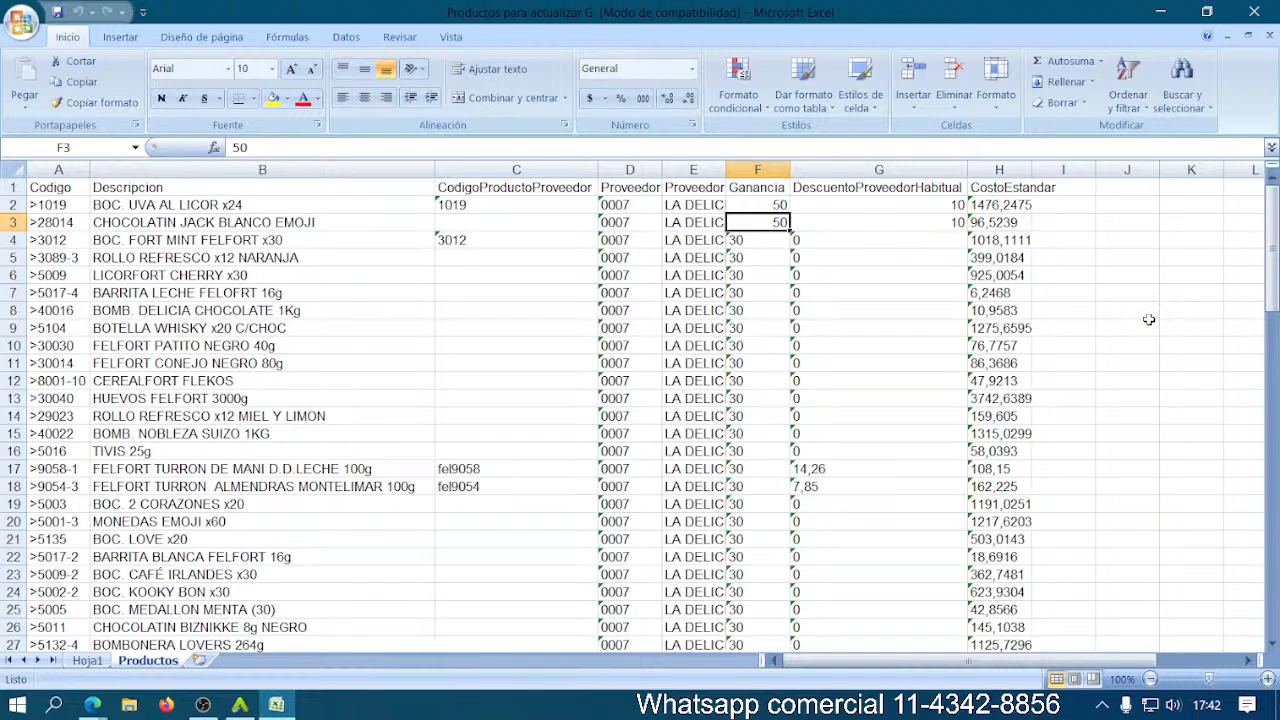 Productos para actualizar G [Modo de compatibilidad] - Microsoft Excel
Inicio Insertar Diseño de página Fórmulas Datos Revisar Vista
Pegar
Cortar
Copiar
Copiar formato
Portapapeles
Arial 10
N K S
Fuente
Ajustar texto
Combinar y centrar
Alineación
General
$ % 000
Número
Formato condicional
Dar formato como tabla
Estilos de celda
Estilos
Insertar Eliminar Formato
Celdas
Autosuma
Rellenar
Borrar
Ordenar y filtrar
Buscar y seleccionar
Modificar
F3 fx 50
A B C D E F G H I J K L
1 Codigo Descripcion CodigoProductoProveedor Proveedor Proveedor Ganancia DescuentoProveedorHabitual CostoEstandar
2 >1019 BOC. UVA AL LICOR x24 1019 0007 LA DELIC 50 10 1476,2475
3 >28014 CHOCOLATIN JACK BLANCO EMOJI 0007 LA DELIC 50 10 96,5239
4 >3012 BOC. FORT MINT FELFORT x30 3012 0007 LA DELIC 30 0 1018,1111
5 >3089-3 ROLLO REFRESCO x12 NARANJA 0007 LA DELIC 30 0 399,0184
6 >5009 LICORFORT CHERRY x30 0007 LA DELIC 30 0 925,0054
7 >5017-4 BARRITA LECHE FELOFRT 16g 0007 LA DELIC 30 0 6,2468
8 >40016 BOMB. DELICIA CHOCOLATE 1Kg 0007 LA DELIC 30 0 10,9583
9 >5104 BOTELLA WHISKY x20 C/CHOC 0007 LA DELIC 30 0 1275,6595
10 >30030 FELFORT PATITO NEGRO 40g 0007 LA DELIC 30 0 76,7757
11 >30014 FELFORT CONEJO NEGRO 80g 0007 LA DELIC 30 0 86,3686
12 >8001-10 CEREALFORT FLEKOS 0007 LA DELIC 30 0 47,9213
13 >30040 HUEVOS FELFORT 3000g 0007 LA DELIC 30 0 3742,6389
14 >29023 ROLLO REFRESCO x12 MIEL Y LIMON 0007 LA DELIC 30 0 159,605
15 >40022 BOMB. NOBLEZA SUIZO 1KG 0007 LA DELIC 30 0 1315,0299
16 >5016 TIVIS 25g 0007 LA DELIC 30 0 58,0393
17 >9058-1 FELFORT TURRON DE MANI D.D.LECHE 100g fel9058 0007 LA DELIC 30 14,26 108,15
18 >9054-3 FELFORT TURRON ALMENDRAS MONTELIMAR 100g fel9054 0007 LA DELIC 30 7,85 162,225
19 >5003 BOC. 2 CORAZONES x20 0007 LA DELIC 30 0 1191,0251
20 >5001-3 MONEDAS EMOJI x60 0007 LA DELIC 30 0 1217,6203
21 >5135 BOC. LOVE x20 0007 LA DELIC 30 0 503,0143
22 >5017-2 BARRITA BLANCA FELFORT 16g 0007 LA DELIC 30 0 18,6916
23 >5009-2 BOC. CAFÉ IRLANDES x30 0007 LA DELIC 30 0 362,7481
24 >5002-2 BOC. KOOKY BON x30 0007 LA DELIC 30 0 623,9304
25 >5005 BOC. MEDALLON MENTA (30) 0007 LA DELIC 30 0 42,8566
26 >5011 CHOCOLATIN BIZNIKKE 8g NEGRO 0007 LA DELIC 30 0 145,1038
27 >5132-4 BOMBONERA LOVERS 264g 0007 LA DELIC 30 0 1125,7296
Hoja1 Productos
Listo 100%
Whatsapp comercial 11-4342-8856
17:42